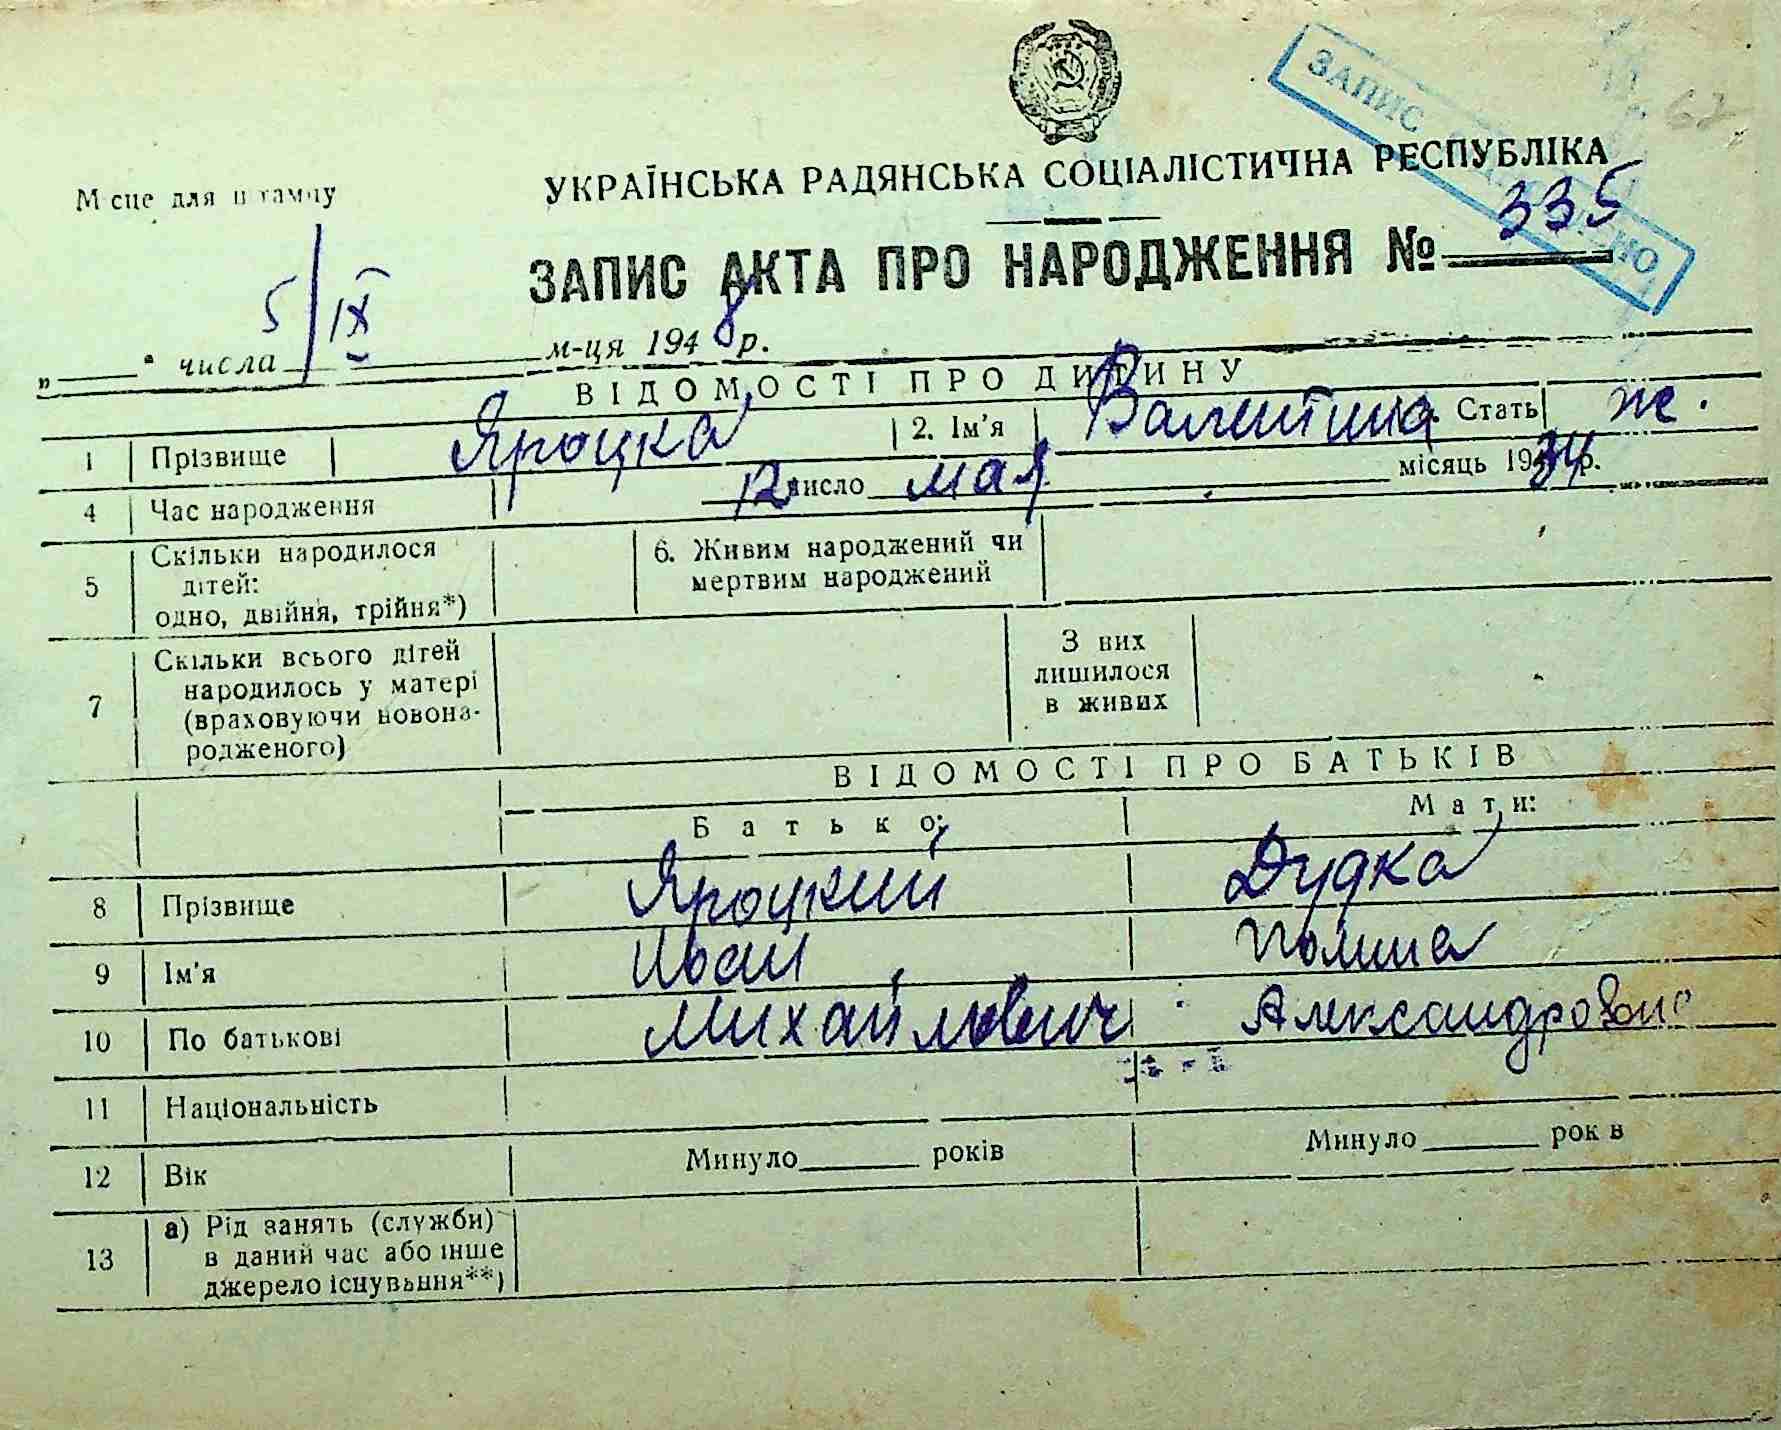 ЗАПИС
УКРАЇНСЬКА РАДЯНСЬКА СОЦІАЛІСТИЧНА РЕСПУБЛІКА
Місце для штампу
ЗАПИС АКТА ПРО НАРОДЖЕННЯ № 335
„ “ числа 5/IX м-ця 1948 р.
ВІДОМОСТІ ПРО ДИТИНУ
1 Прізвище Яроцка 2. Ім'я Валентина Стать ж.
4 Час народження 12 число мая місяць 1934 р.
5 Скільки народилося
дітей:
одно, двійня, трійня*)
6. Живим народжений чи
мертвим народжений
7 Скільки всього дітей
народилось у матері
(враховуючи новона-
родженого)
З них
лишилося
в живих
ВІДОМОСТІ ПРО БАТЬКІВ
Батько: Мати:
8 Прізвище Яроцкий Дудка
9 Ім'я Иван Полина
10 По батькові Михайлович Александровна
11 Національність
12 Вік Минуло років Минуло років
13 а) Рід занять (служби)
в даний час або інше
джерело існування**)